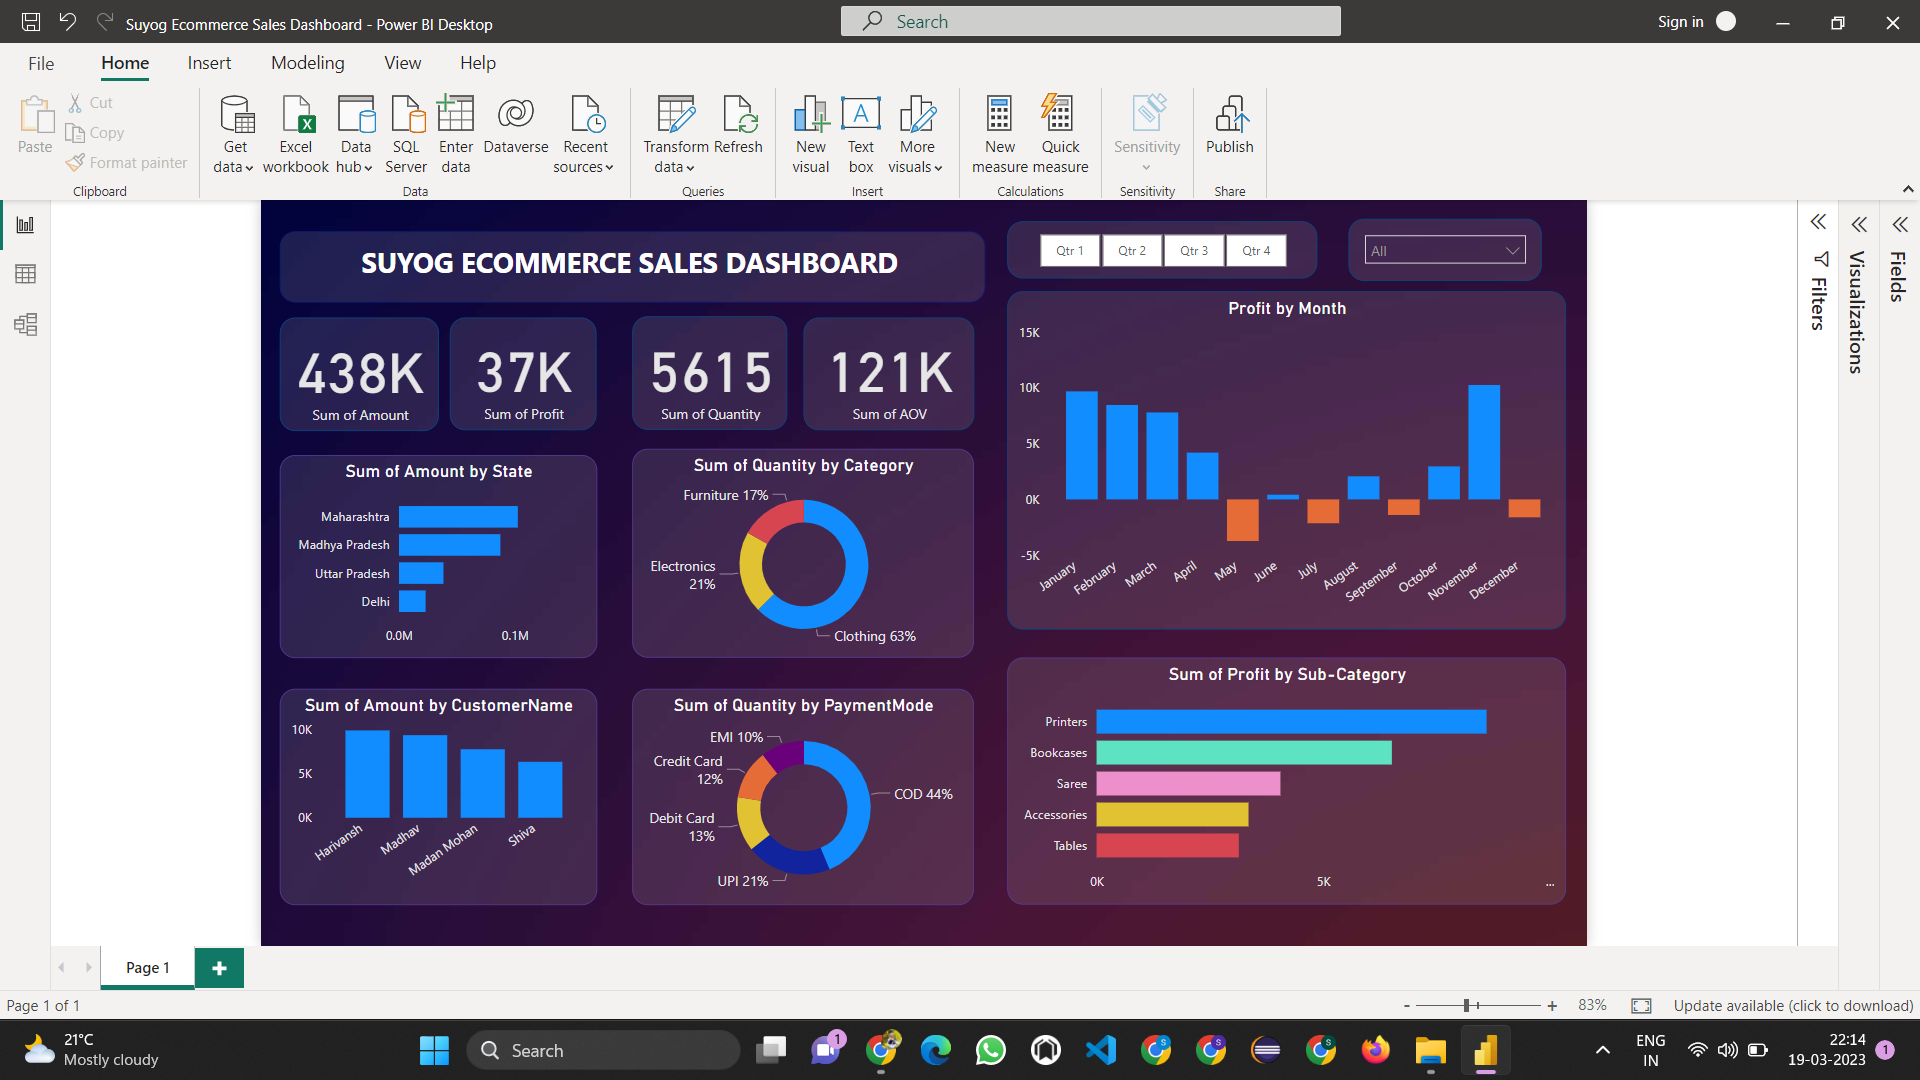 Suyog Ecommerce Sales Dashboard - Power BI Desktop
Search
Sign in
File
Home
Insert
Modeling
View
Help
Paste
Cut
Copy
Format painter
Clipboard
Get data
Excel workbook
Data hub
SQL Server
Enter data
Dataverse
Recent sources
Data
Transform data
Refresh
Queries
New visual
Text box
More visuals
Insert
New measure
Quick measure
Calculations
Sensitivity
Sensitivity
Publish
Share
SUYOG ECOMMERCE SALES DASHBOARD
Qtr 1
Qtr 2
Qtr 3
Qtr 4
All
438K
Sum of Amount
37K
Sum of Profit
5615
Sum of Quantity
121K
Sum of AOV
Profit by Month
15K
10K
5K
0K
-5K
January
February
March
April
May
June
July
August
September
October
November
December
Sum of Amount by State
Maharashtra
Madhya Pradesh
Uttar Pradesh
Delhi
0.0M
0.1M
Sum of Quantity by Category
Furniture 17%
Electronics
21%
Clothing 63%
Sum of Amount by CustomerName
10K
5K
0K
Harivansh
Madhav
Madan Mohan
Shiva
Sum of Quantity by PaymentMode
EMI 10%
Credit Card
12%
Debit Card
13%
UPI 21%
COD 44%
Sum of Profit by Sub-Category
Printers
Bookcases
Saree
Accessories
Tables
0K
5K
...
Filters
Visualizations
Fields
Page 1
Page 1 of 1
- + 83%
Update available (click to download)
21°C
Mostly cloudy
Search
1
S
S
S
ENG
IN
22:14
19-03-2023
1